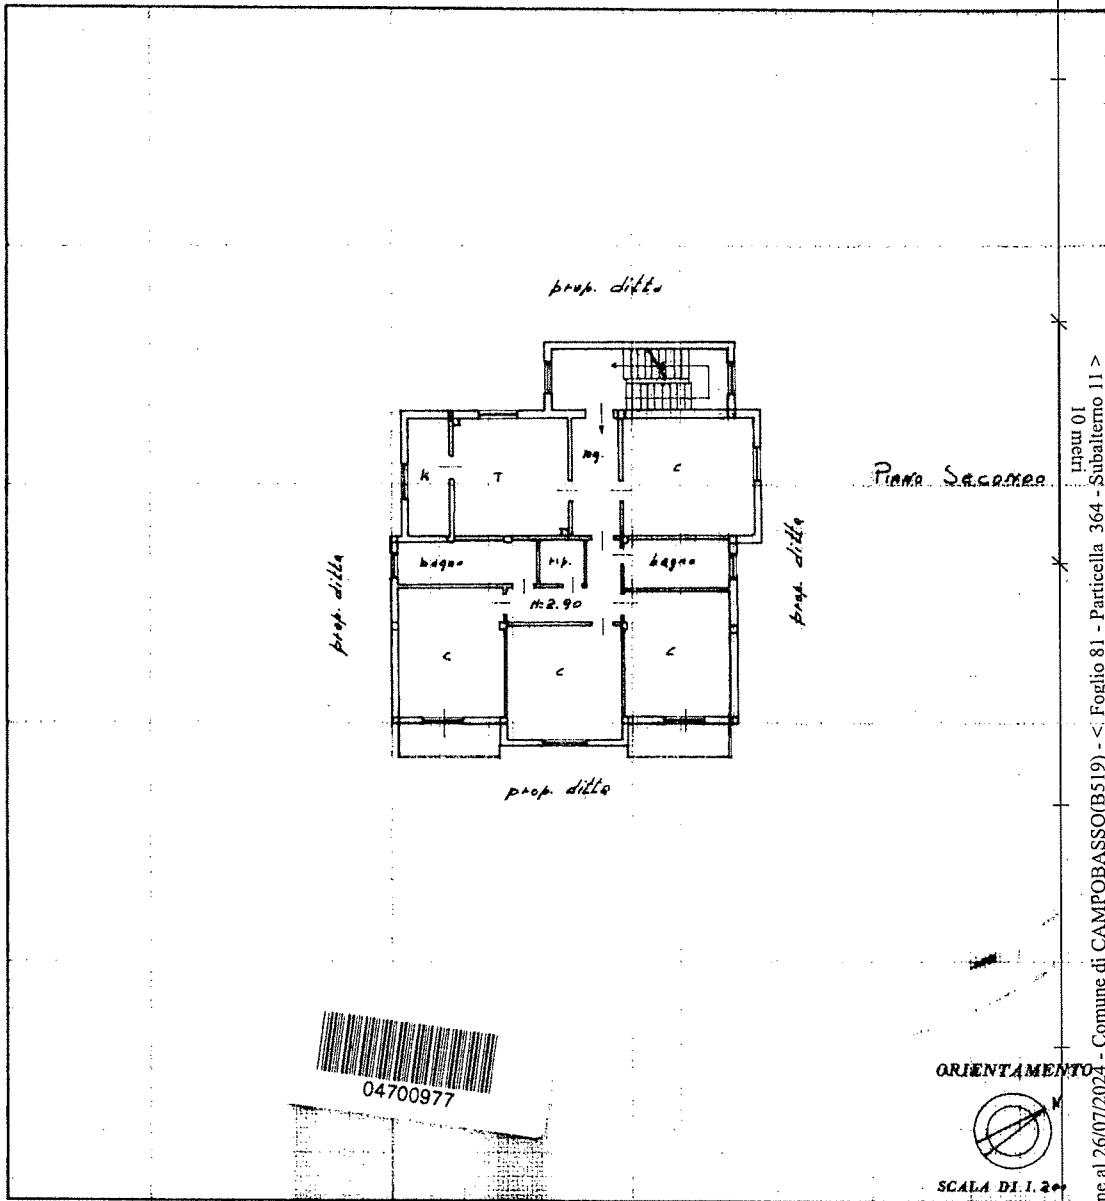 prop. ditta
Piano Secondo
ing.
K
T
C
prop. ditta
prop. ditta
bagno
rip.
bagno
H=2.90
C
C
C
prop. ditta
10 metri
ne al 26/07/2024 - Comune di CAMPOBASSO(B519) - < Foglio 81 - Particella 364 - Subalterno 11 >
04700977
ORIENTAMENTO
N
SCALA DI 1.200